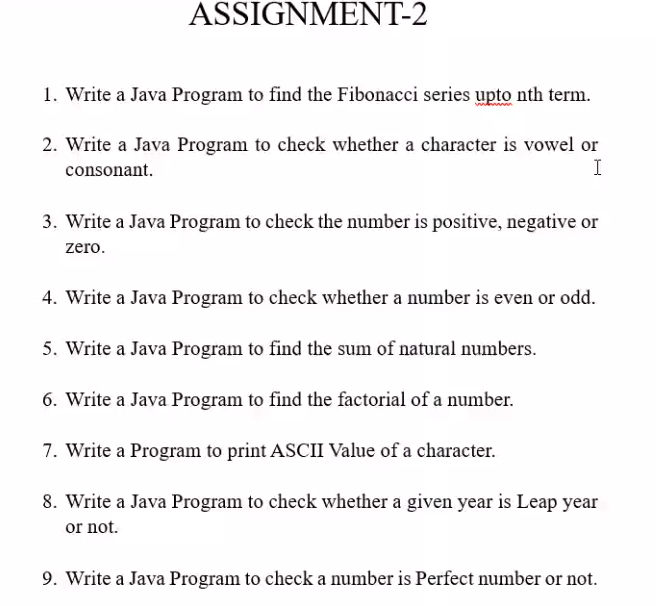 ASSIGNMENT-2
1. Write a Java Program to find the Fibonacci series upto nth term.
2. Write a Java Program to check whether a character is vowel or
consonant.
3. Write a Java Program to check the number is positive, negative or
zero.
4. Write a Java Program to check whether a number is even or odd.
5. Write a Java Program to find the sum of natural numbers.
6. Write a Java Program to find the factorial of a number.
7. Write a Program to print ASCII Value of a character.
8. Write a Java Program to check whether a given year is Leap year
or not.
9. Write a Java Program to check a number is Perfect number or not.